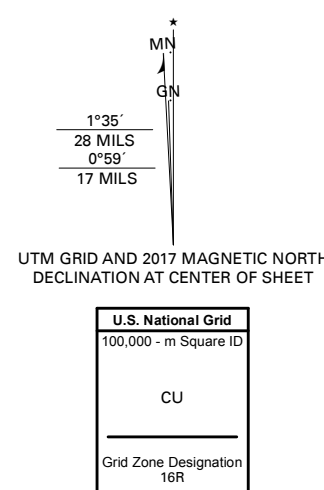 ★
MN
GN
1°35´
28 MILS
0°59´
17 MILS
UTM GRID AND 2017 MAGNETIC NORTH
DECLINATION AT CENTER OF SHEET
U.S. National Grid
100,000 - m Square ID
CU
Grid Zone Designation
16R